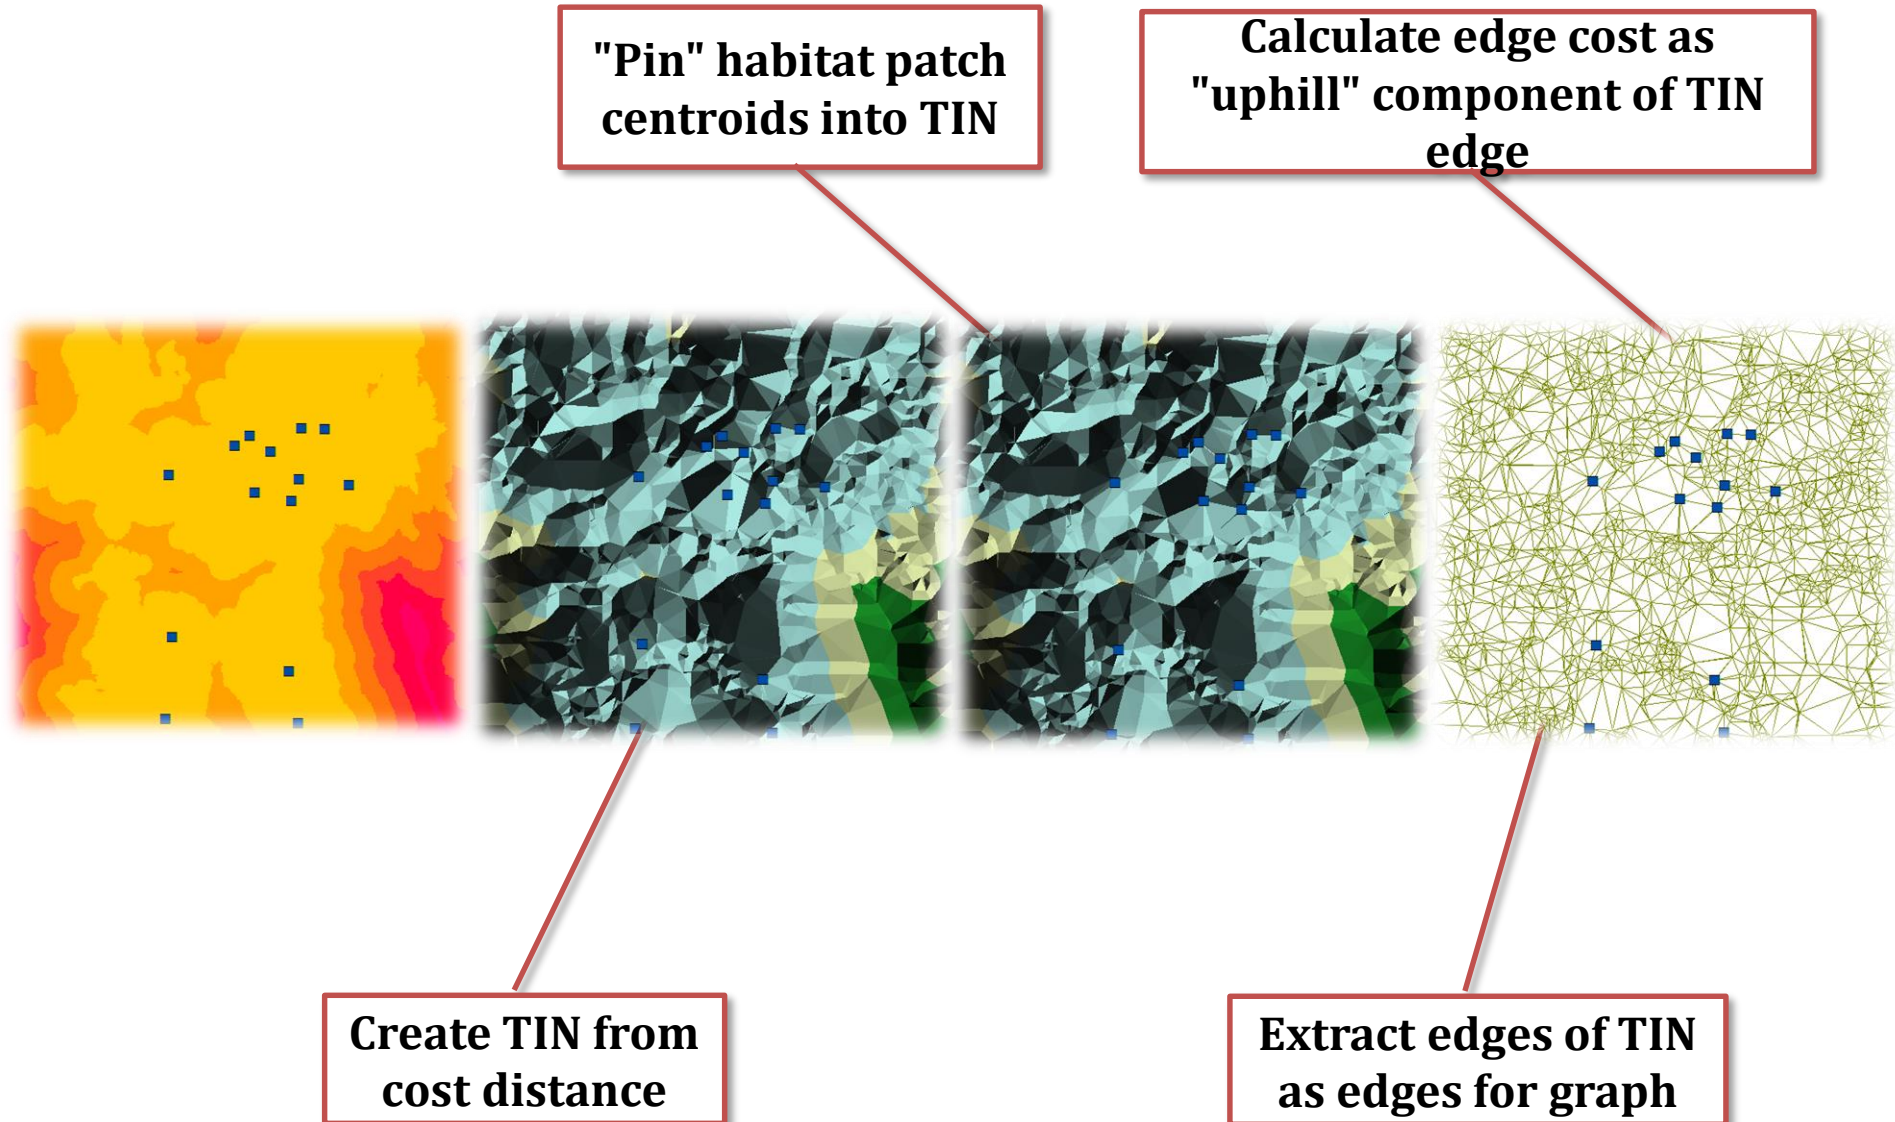 "Pin" habitat patch
centroids into TIN
Calculate edge cost as
"uphill" component of TIN
edge
Create TIN from
cost distance
Extract edges of TIN
as edges for graph